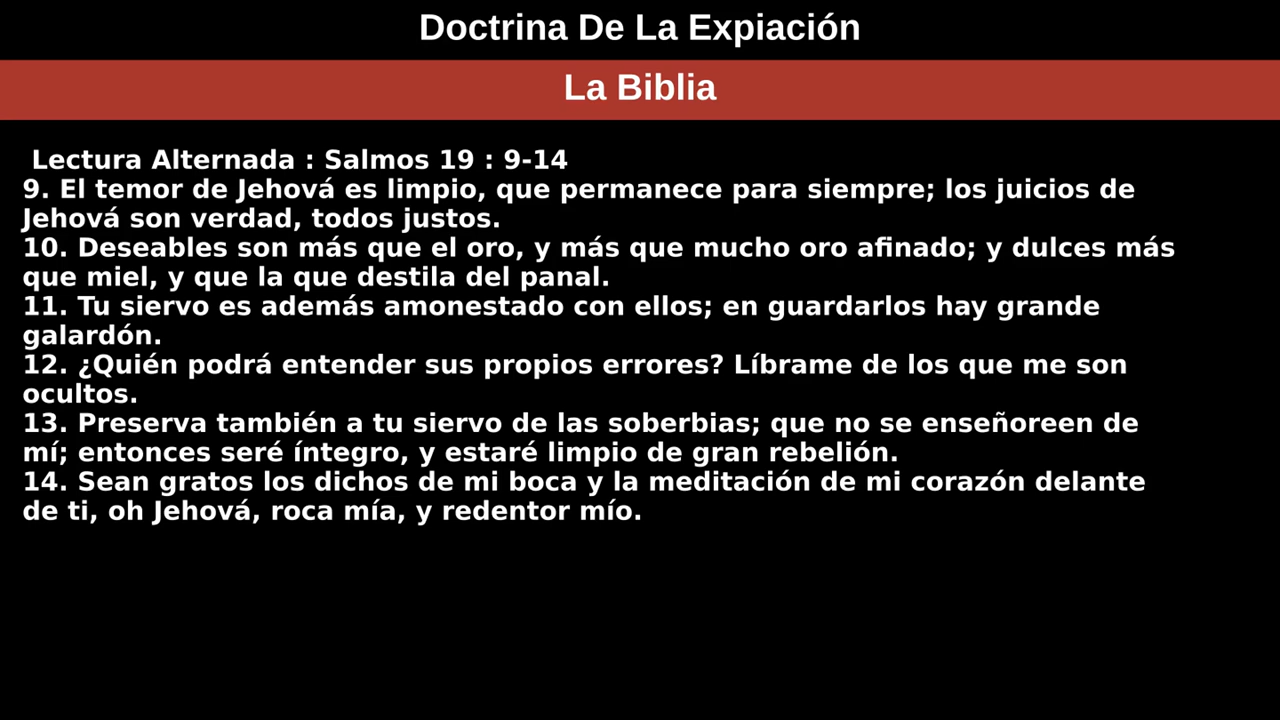 Doctrina De La Expiación
La Biblia
Lectura Alternada : Salmos 19 : 9-14
9. El temor de Jehová es limpio, que permanece para siempre; los juicios de
Jehová son verdad, todos justos.
10. Deseables son más que el oro, y más que mucho oro afinado; y dulces más
que miel, y que la que destila del panal.
11. Tu siervo es además amonestado con ellos; en guardarlos hay grande
galardón.
12. ¿Quién podrá entender sus propios errores? Líbrame de los que me son
ocultos.
13. Preserva también a tu siervo de las soberbias; que no se enseñoreen de
mí; entonces seré íntegro, y estaré limpio de gran rebelión.
14. Sean gratos los dichos de mi boca y la meditación de mi corazón delante
de ti, oh Jehová, roca mía, y redentor mío.